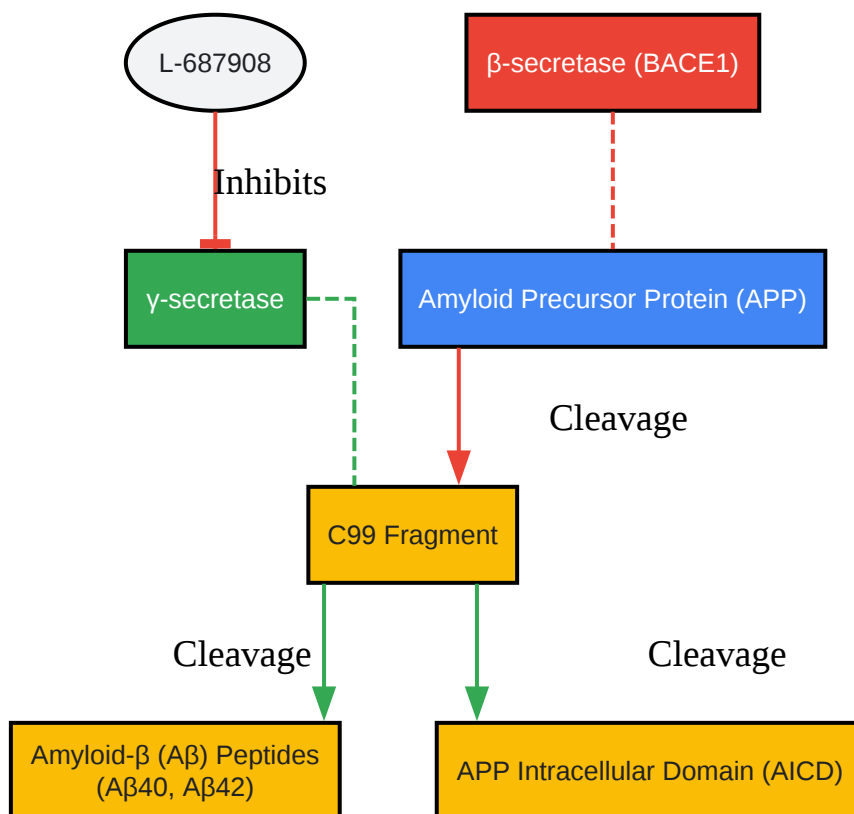 L-687908
β-secretase (BACE1)
Inhibits
γ-secretase
Amyloid Precursor Protein (APP)
Cleavage
C99 Fragment
Cleavage
Cleavage
Amyloid-β (Aβ) Peptides
(Aβ40, Aβ42)
APP Intracellular Domain (AICD)